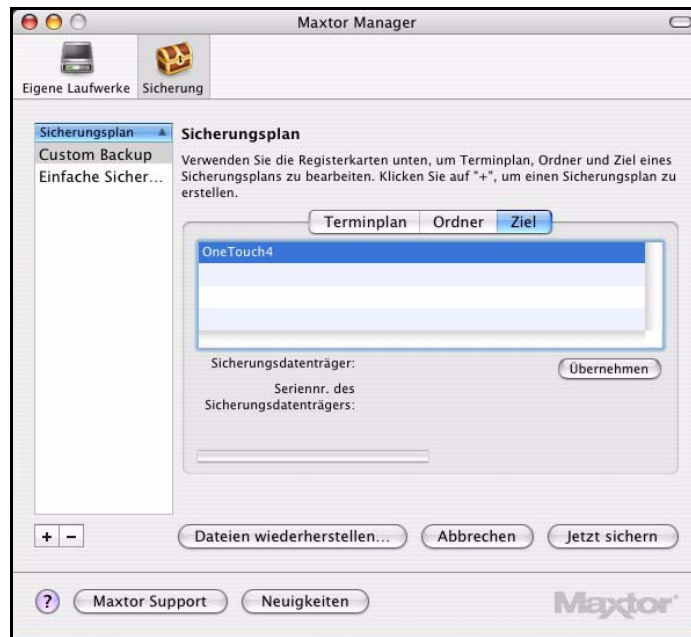 Maxtor Manager
Eigene Laufwerke
Sicherung
Sicherungsplan
Custom Backup
Einfache Sicher...
Sicherungsplan
Verwenden Sie die Registerkarten unten, um Terminplan, Ordner und Ziel eines
Sicherungsplans zu bearbeiten. Klicken Sie auf "+", um einen Sicherungsplan zu
erstellen.
Terminplan
Ordner
Ziel
OneTouch4
Sicherungsdatenträger:
Übernehmen
Seriennr. des
Sicherungsdatenträgers:
+ −
Dateien wiederherstellen...
Abbrechen
Jetzt sichern
?
Maxtor Support
Neuigkeiten
Maxtor